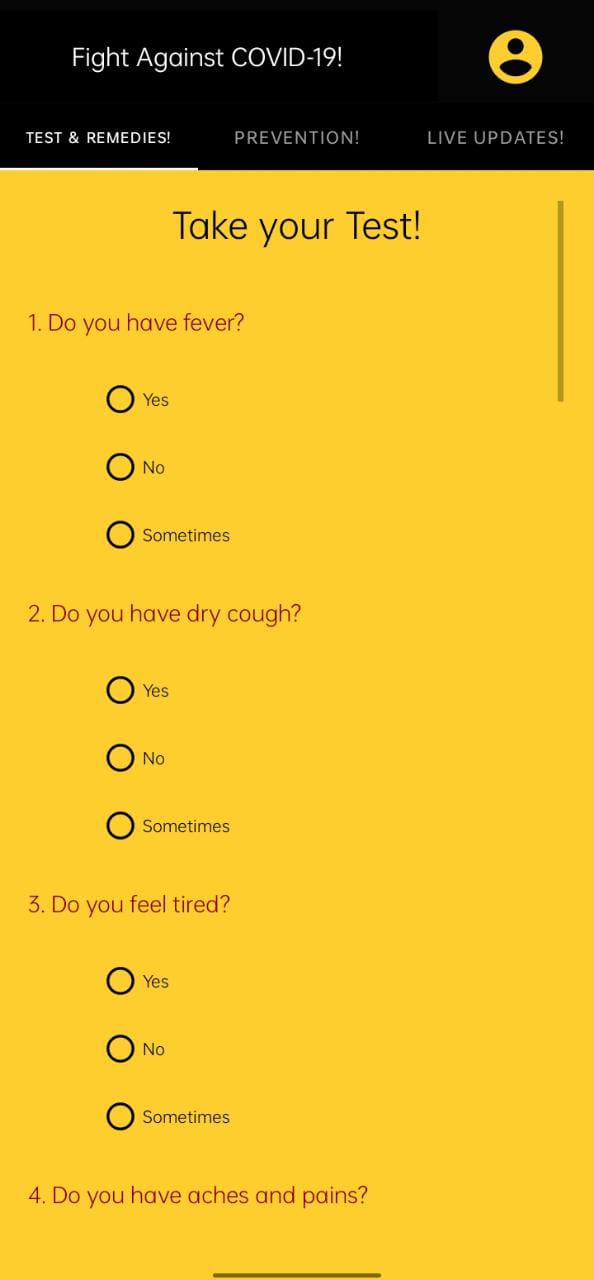 Fight Against COVID-19!
TEST & REMEDIES!
PREVENTION!
LIVE UPDATES!
Take your Test!
1. Do you have fever?
Yes
No
Sometimes
2. Do you have dry cough?
Yes
No
Sometimes
3. Do you feel tired?
Yes
No
Sometimes
4. Do you have aches and pains?